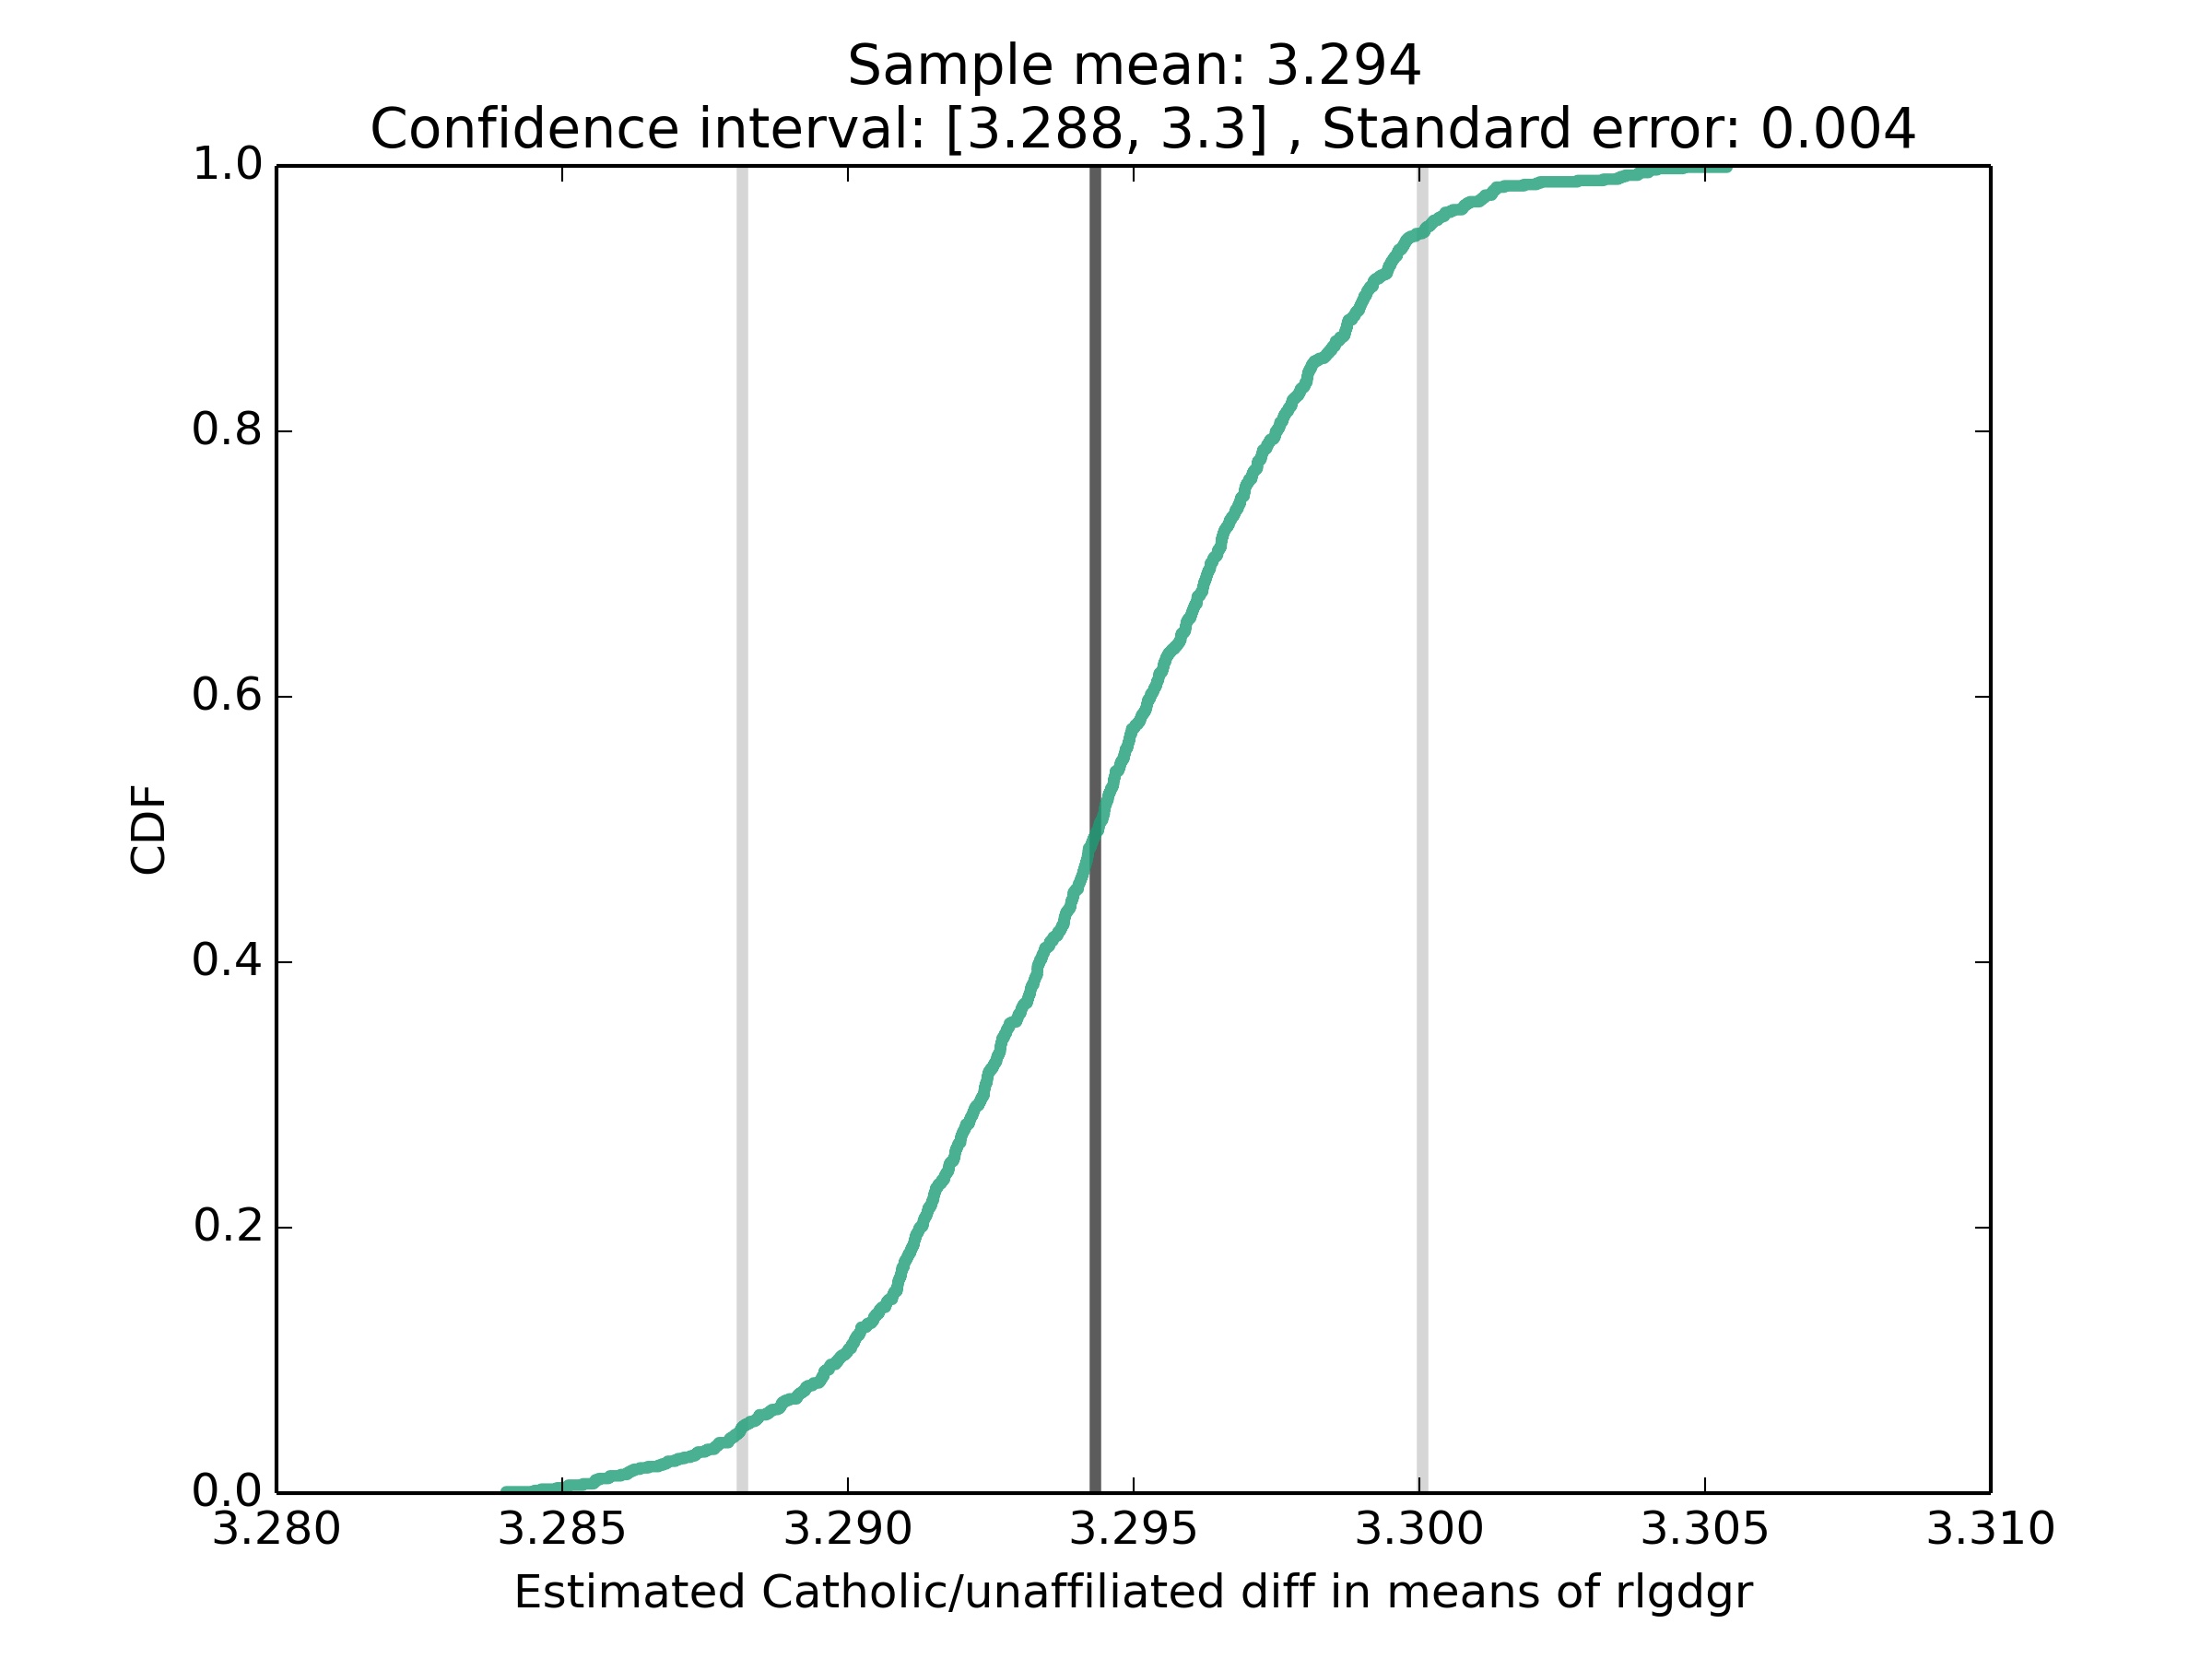 Sample mean: 3.294
Confidence interval: [3.288, 3.3] , Standard error: 0.004
1.0
0.8
0.6
0.4
0.2
0.0
CDF
3.280 3.285 3.290 3.295 3.300 3.305 3.310
Estimated Catholic/unaffiliated diff in means of rlgdgr